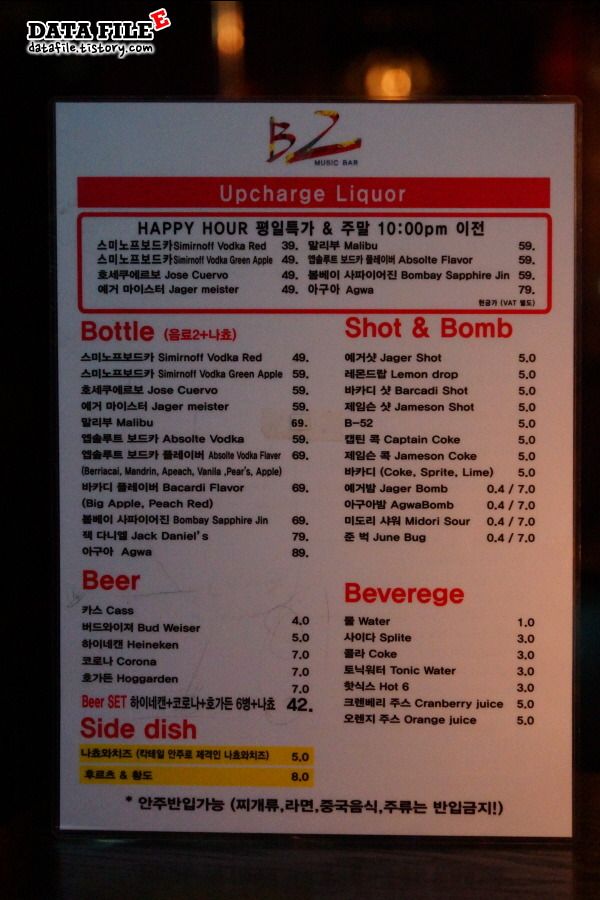 DATA FILE E
datafile.tistory.com
BZ
MUSIC BAR
Upcharge Liquor
HAPPY HOUR 평일특가 & 주말 10:00pm 이전
스미노프보드카Simirnoff Vodka Red 39.
스미노프보드카Simirnoff Vodka Green Apple 49.
호세쿠에르보 Jose Cuervo 49.
예거 마이스터 Jager meister 49.
말리부 Malibu 59.
앱솔루트 보드카 플레이버 Absolte Flavor 59.
봄베이 사파이어진 Bombay Sapphire Jin 59.
아구아 Agwa 79.
현금가 (VAT 별도)
Bottle (음료2+나쵸)
스미노프보드카 Simirnoff Vodka Red 49.
스미노프보드카 Simirnoff Vodka Green Apple 59.
호세쿠에르보 Jose Cuervo 59.
예거 마이스터 Jager meister 59.
말리부 Malibu 69.
앱솔루트 보드카 Absolte Vodka 59.
앱솔루트 보드카 플레이버 Absolute Vodka Flaver 69.
(Berriacai, Mandrin, Apeach, Vanila ,Pear's, Apple)
바카디 플레이버 Bacardi Flavor 69.
(Big Apple, Peach Red)
봄베이 사파이어진 Bombay Sapphire Jin 69.
잭 다니엘 Jack Daniel's 79.
아구아 Agwa 89.
Beer
카스 Cass 4.0
버드와이져 Bud Weiser 5.0
하이네캔 Heineken 7.0
코로나 Corona 7.0
호가든 Hoggarden 7.0
Beer SET 하이네캔+코로나+호가든 6병+나쵸 42.
Side dish
나쵸와치즈 (칵테일 안주로 제격인 나쵸와치즈) 5.0
후르츠 & 황도 8.0
Shot & Bomb
예거샷 Jager Shot 5.0
레몬드랍 Lemon drop 5.0
바카디 샷 Barcadi Shot 5.0
제임슨 샷 Jameson Shot 5.0
B-52 5.0
캡틴 콕 Captain Coke 5.0
제임슨 콕 Jameson Coke 5.0
바카디 (Coke, Sprite, Lime) 5.0
예거밤 Jager Bomb 0.4 / 7.0
아구아밤 AgwaBomb 0.4 / 7.0
미도리 샤워 Midori Sour 0.4 / 7.0
준 벅 June Bug 0.4 / 7.0
Beverege
물 Water 1.0
사이다 Splite 3.0
콜라 Coke 3.0
토닉워터 Tonic Water 3.0
핫식스 Hot 6 3.0
크렌베리 주스 Cranberry juice 5.0
오렌지 주스 Orange juice 5.0
* 안주반입가능 (찌개류,라면,중국음식,주류는 반입금지!)